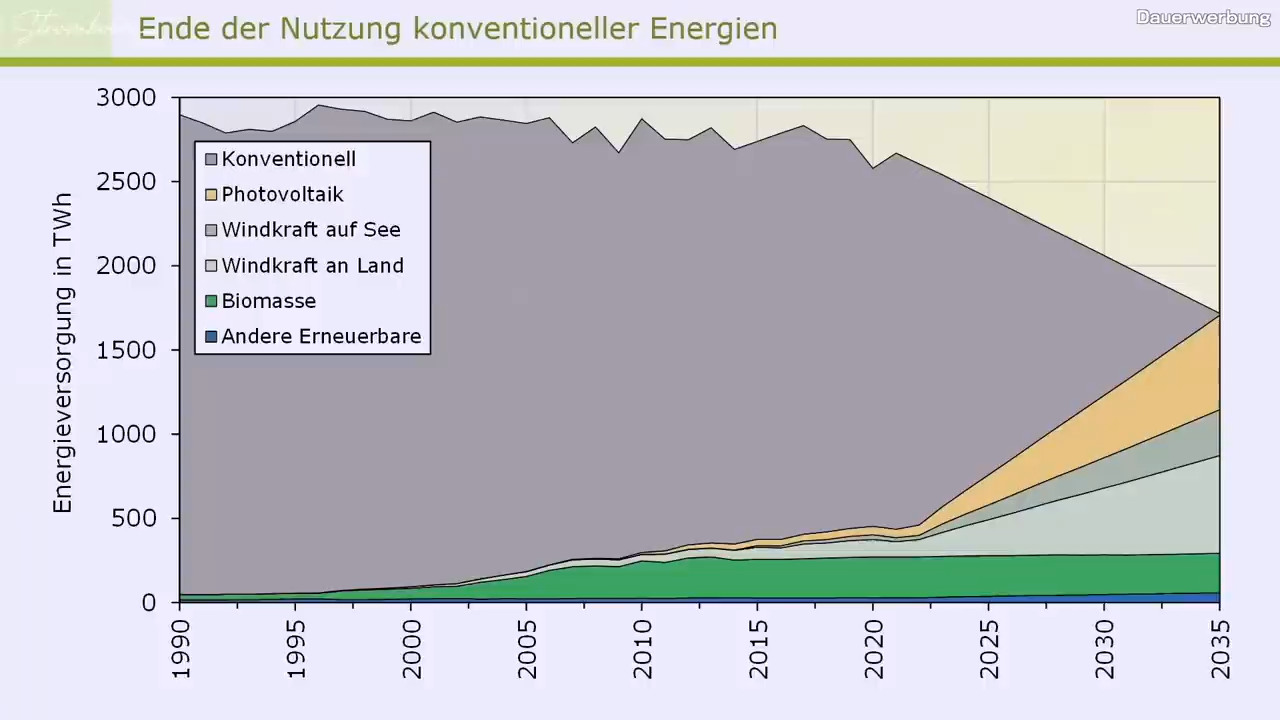 Dauerwerbung
Ende der Nutzung konventioneller Energien
Energieversorgung in TWh
3000
2500
2000
1500
1000
500
0
Konventionell
Photovoltaik
Windkraft auf See
Windkraft an Land
Biomasse
Andere Erneuerbare
1990
1995
2000
2005
2010
2015
2020
2025
2030
2035